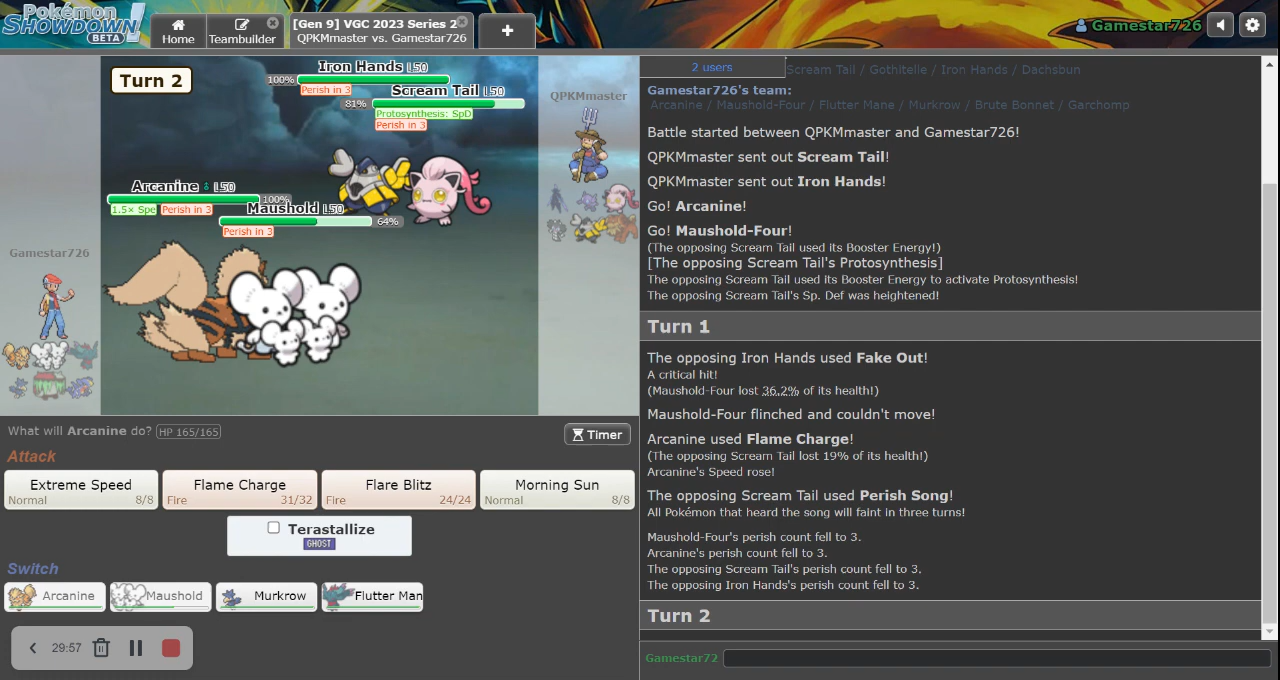 Pokémon
SHOWDOWN!
BETA
Home
Teambuilder
[Gen 9] VGC 2023 Series 2
QPKMmaster vs. Gamestar726
+
Gamestar726
Turn 2
Iron Hands L50
100%
Perish in 3
Scream Tail L50
81%
Protosynthesis: SpD
Perish in 3
QPKMmaster
Arcanine ♂ L50
100%
1.5× Spe Perish in 3
Maushold L50
64%
Perish in 3
Gamestar726
What will Arcanine do? HP 165/165
Timer
Attack
Extreme Speed
Normal 8/8
Flame Charge
Fire 31/32
Flare Blitz
Fire 24/24
Morning Sun
Normal 8/8
Terastallize
GHOST
Switch
Arcanine
Maushold
Murkrow
Flutter Man
29:57
2 users
Scream Tail / Gothitelle / Iron Hands / Dachsbun
Gamestar726's team:
Arcanine / Maushold-Four / Flutter Mane / Murkrow / Brute Bonnet / Garchomp
Battle started between QPKMmaster and Gamestar726!
QPKMmaster sent out Scream Tail!
QPKMmaster sent out Iron Hands!
Go! Arcanine!
Go! Maushold-Four!
(The opposing Scream Tail used its Booster Energy!)
[The opposing Scream Tail's Protosynthesis]
The opposing Scream Tail used its Booster Energy to activate Protosynthesis!
The opposing Scream Tail's Sp. Def was heightened!
Turn 1
The opposing Iron Hands used Fake Out!
A critical hit!
(Maushold-Four lost 36.2% of its health!)
Maushold-Four flinched and couldn't move!
Arcanine used Flame Charge!
(The opposing Scream Tail lost 19% of its health!)
Arcanine's Speed rose!
The opposing Scream Tail used Perish Song!
All Pokémon that heard the song will faint in three turns!
Maushold-Four's perish count fell to 3.
Arcanine's perish count fell to 3.
The opposing Scream Tail's perish count fell to 3.
The opposing Iron Hands's perish count fell to 3.
Turn 2
Gamestar72